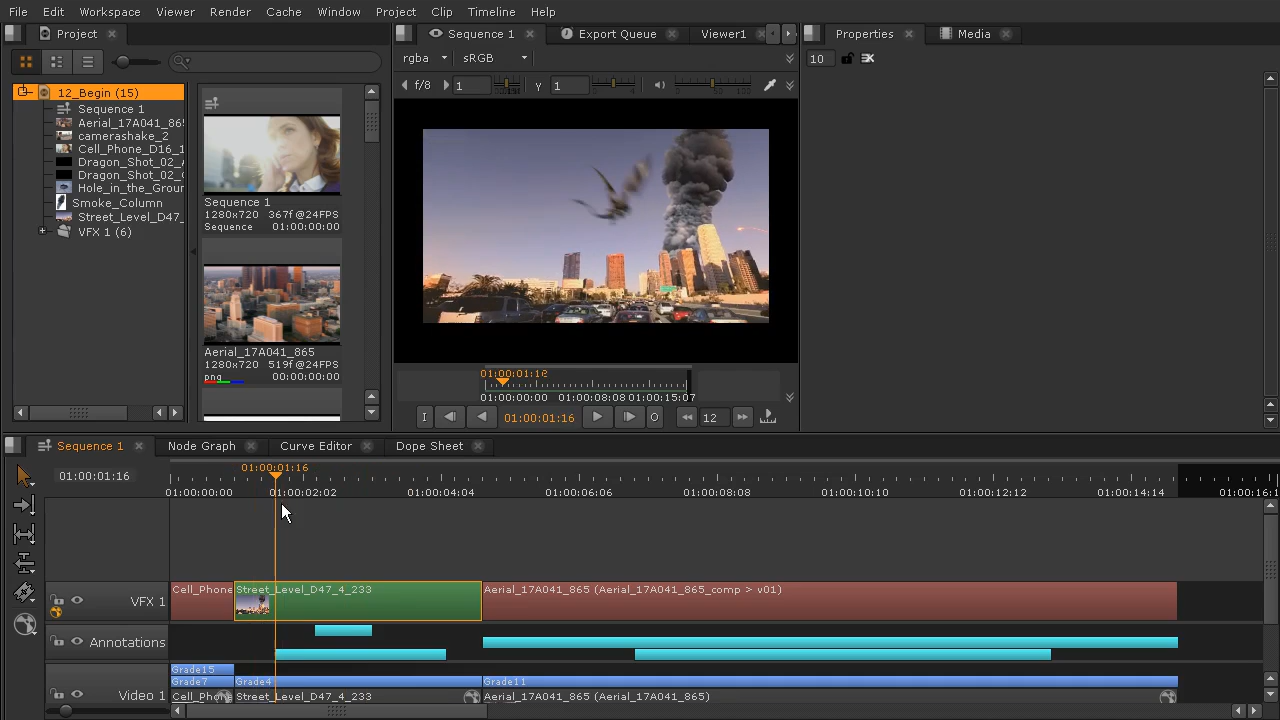 File Edit Workspace Viewer Render Cache Window Project Clip Timeline Help
Project
Sequence 1 Export Queue Viewer1
Properties Media
rgba sRGB
10
f/8 1 y 1
12_Begin (15)
Sequence 1
Aerial_17A041_865
camerashake_2
Cell_Phone_D16_1
Dragon_Shot_02_
Dragon_Shot_02_
Hole_in_the_Groun
Smoke_Column
Street_Level_D47_
VFX 1 (6)
Sequence 1
1280x720 367f@24FPS
Sequence 01:00:00:00
Aerial_17A041_865
1280x720 519f@24FPS
png 00:00:00:00
01:00:01:16
01:00:00:00 01:00:08:08 01:00:15:07
I 01:00:01:16 O 12
Sequence 1 Node Graph Curve Editor Dope Sheet
01:00:01:16
01:00:01:16
01:00:00:00 01:00:02:02 01:00:04:04 01:00:06:06 01:00:08:08 01:00:10:10 01:00:12:12 01:00:14:14 01:00:16:1
VFX 1
Cell_Phone Street_Level_D47_4_233 Aerial_17A041_865 (Aerial_17A041_865_comp > v01)
Annotations
Grade15
Grade7 Grade4 Grade11
Video 1
Cell_Phone Street_Level_D47_4_233 Aerial_17A041_865 (Aerial_17A041_865)